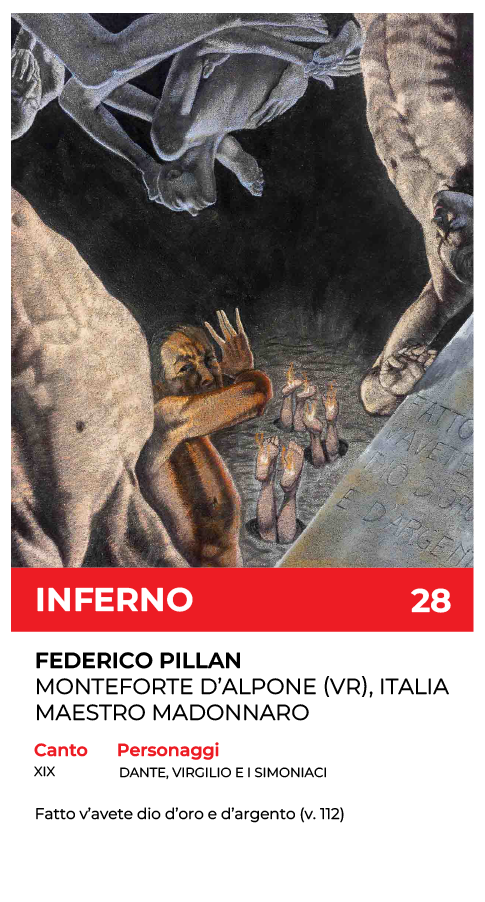 FATTO
V'AVETE
DIO D'ORO
E D'ARGEN
INFERNO 28
FEDERICO PILLAN
MONTEFORTE D'ALPONE (VR), ITALIA
MAESTRO MADONNARO
Canto Personaggi
XIX DANTE, VIRGILIO E I SIMONIACI
Fatto v'avete dio d'oro e d'argento (v. 112)